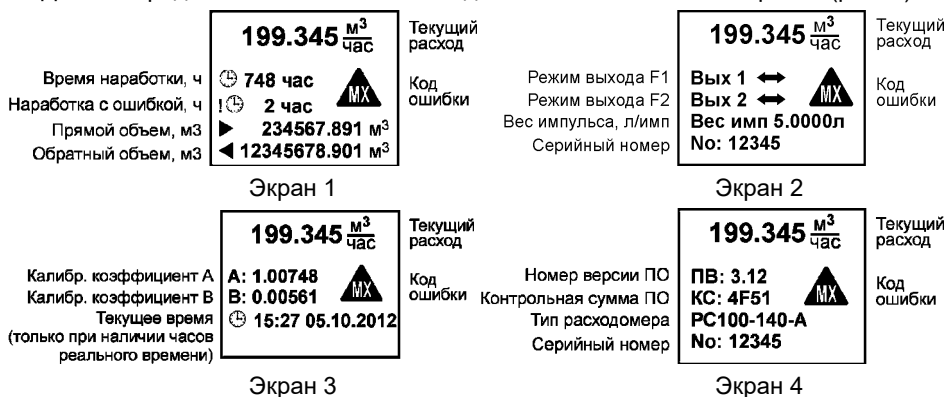 199.345 м³/час Текущий расход
Время наработки, ч 748 час Код ошибки
MX
Наработка с ошибкой, ч ! 2 час
Прямой объем, м3 ▶ 234567.891 м³
Обратный объем, м3 ◀ 12345678.901 м³
Экран 1
199.345 м³/час Текущий расход
Режим выхода F1 Вых 1 ⬌ Код ошибки
MX
Режим выхода F2 Вых 2 ⬌
Вес импульса, л/имп Вес имп 5.0000л
Серийный номер No: 12345
Экран 2
199.345 м³/час Текущий расход
Калибр. коэффициент А A: 1.00748 Код ошибки
MX
Калибр. коэффициент В B: 0.00561
Текущее время 15:27 05.10.2012
(только при наличии часов
реального времени)
Экран 3
199.345 м³/час Текущий расход
Номер версии ПО ПВ: 3.12 Код ошибки
MX
Контрольная сумма ПО КС: 4F51
Тип расходомера РС100-140-А
Серийный номер No: 12345
Экран 4